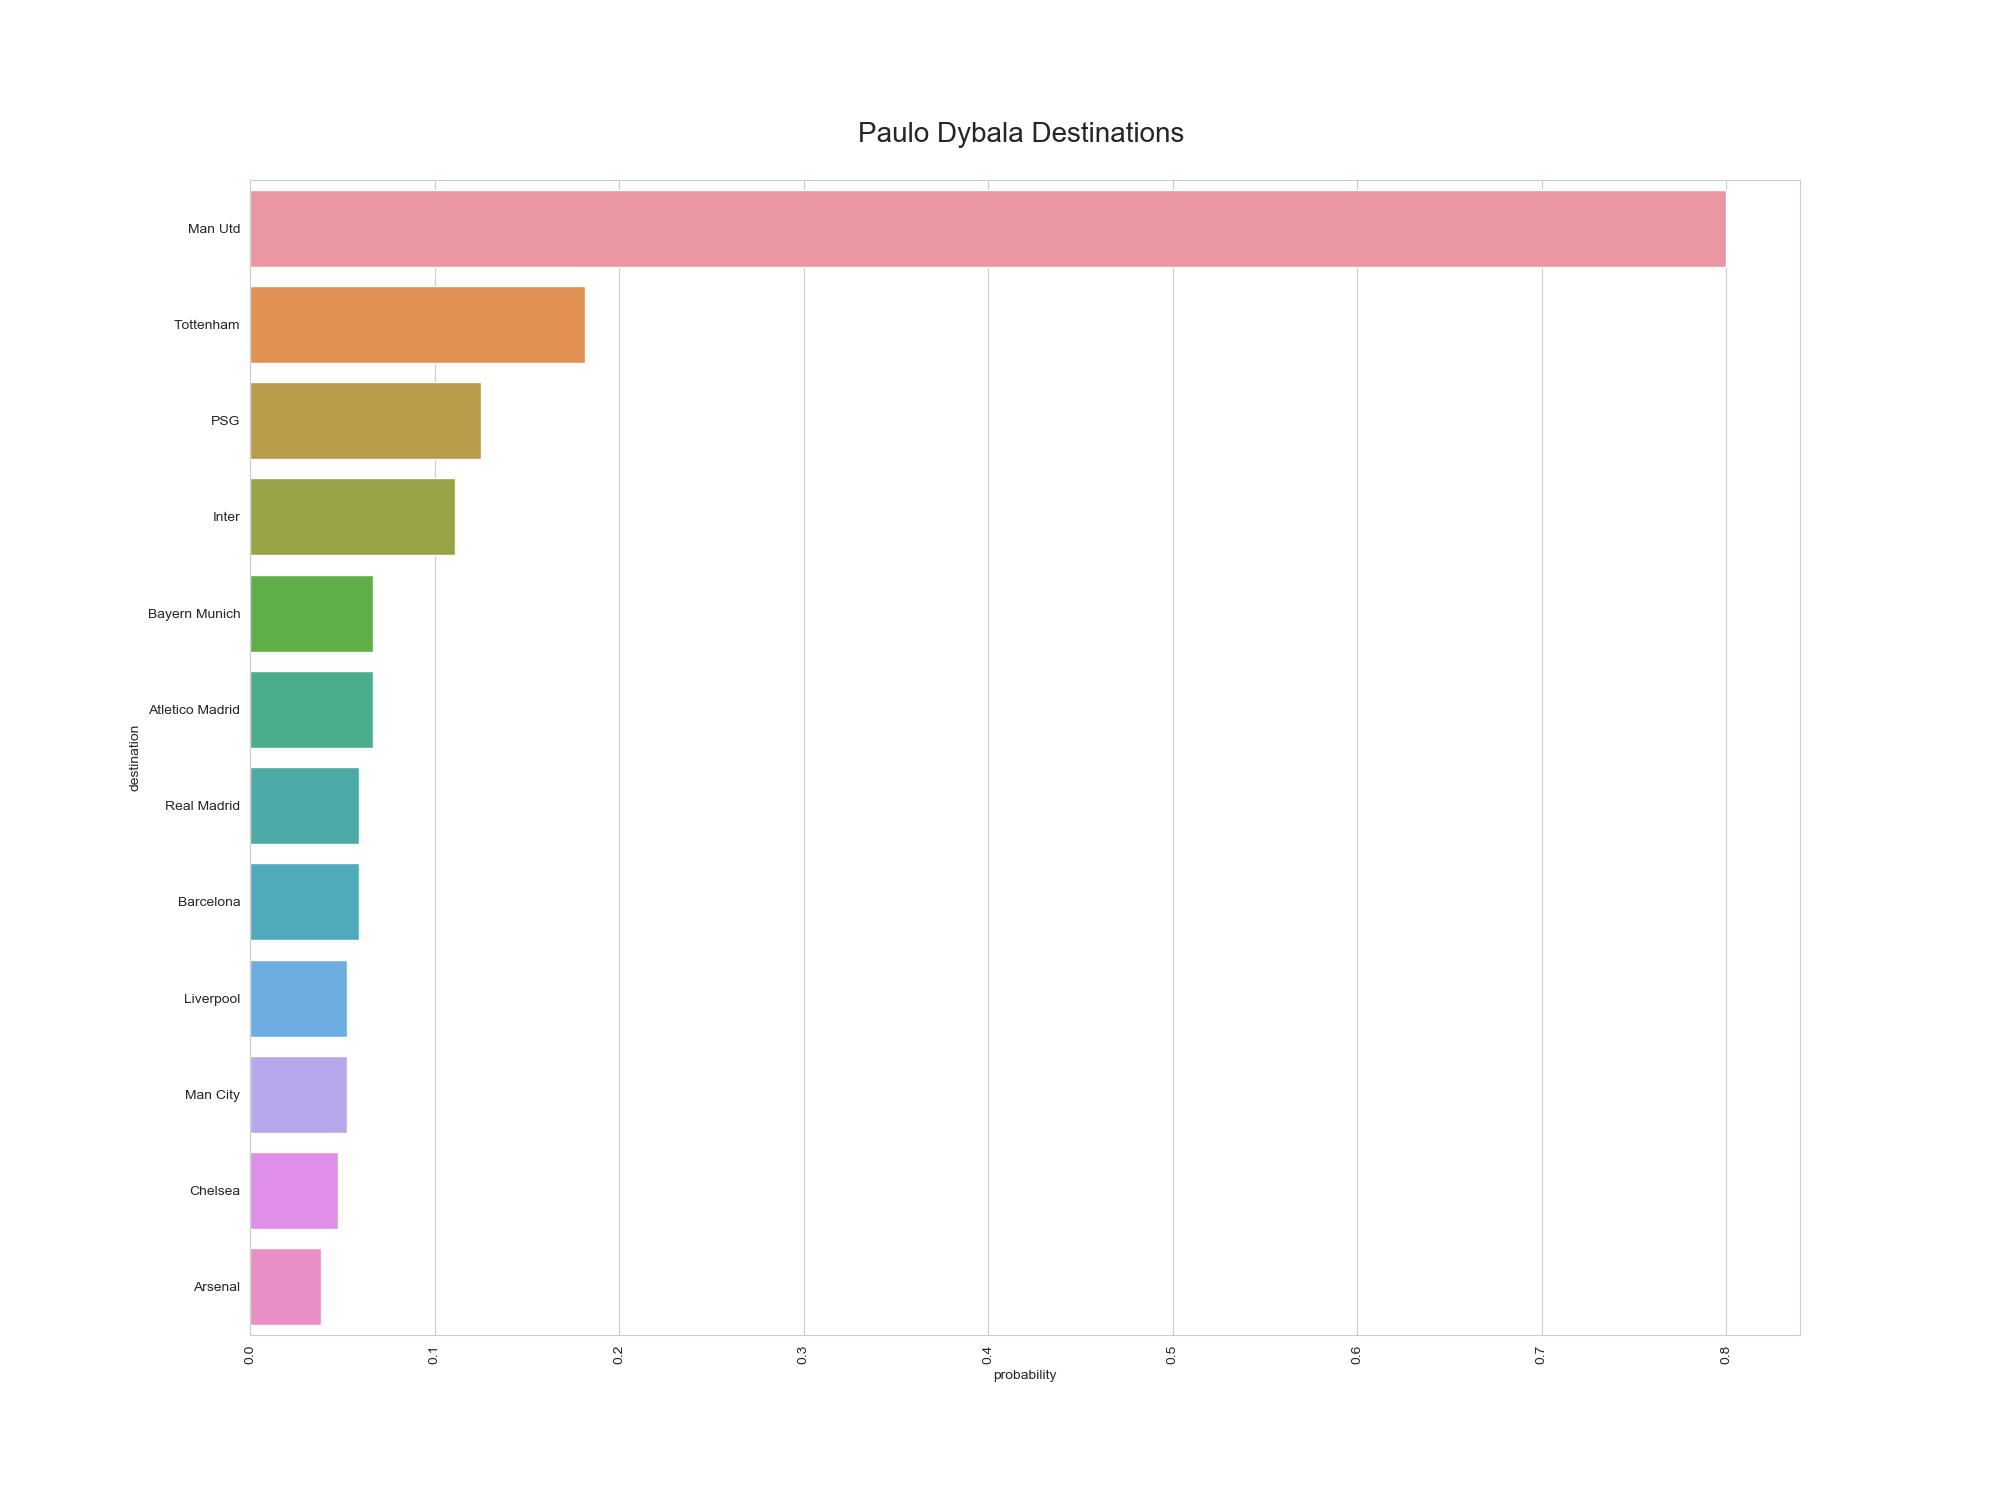 Paulo Dybala Destinations
destination
Man Utd
Tottenham
PSG
Inter
Bayern Munich
Atletico Madrid
Real Madrid
Barcelona
Liverpool
Man City
Chelsea
Arsenal
0.0 0.1 0.2 0.3 0.4 0.5 0.6 0.7 0.8
probability